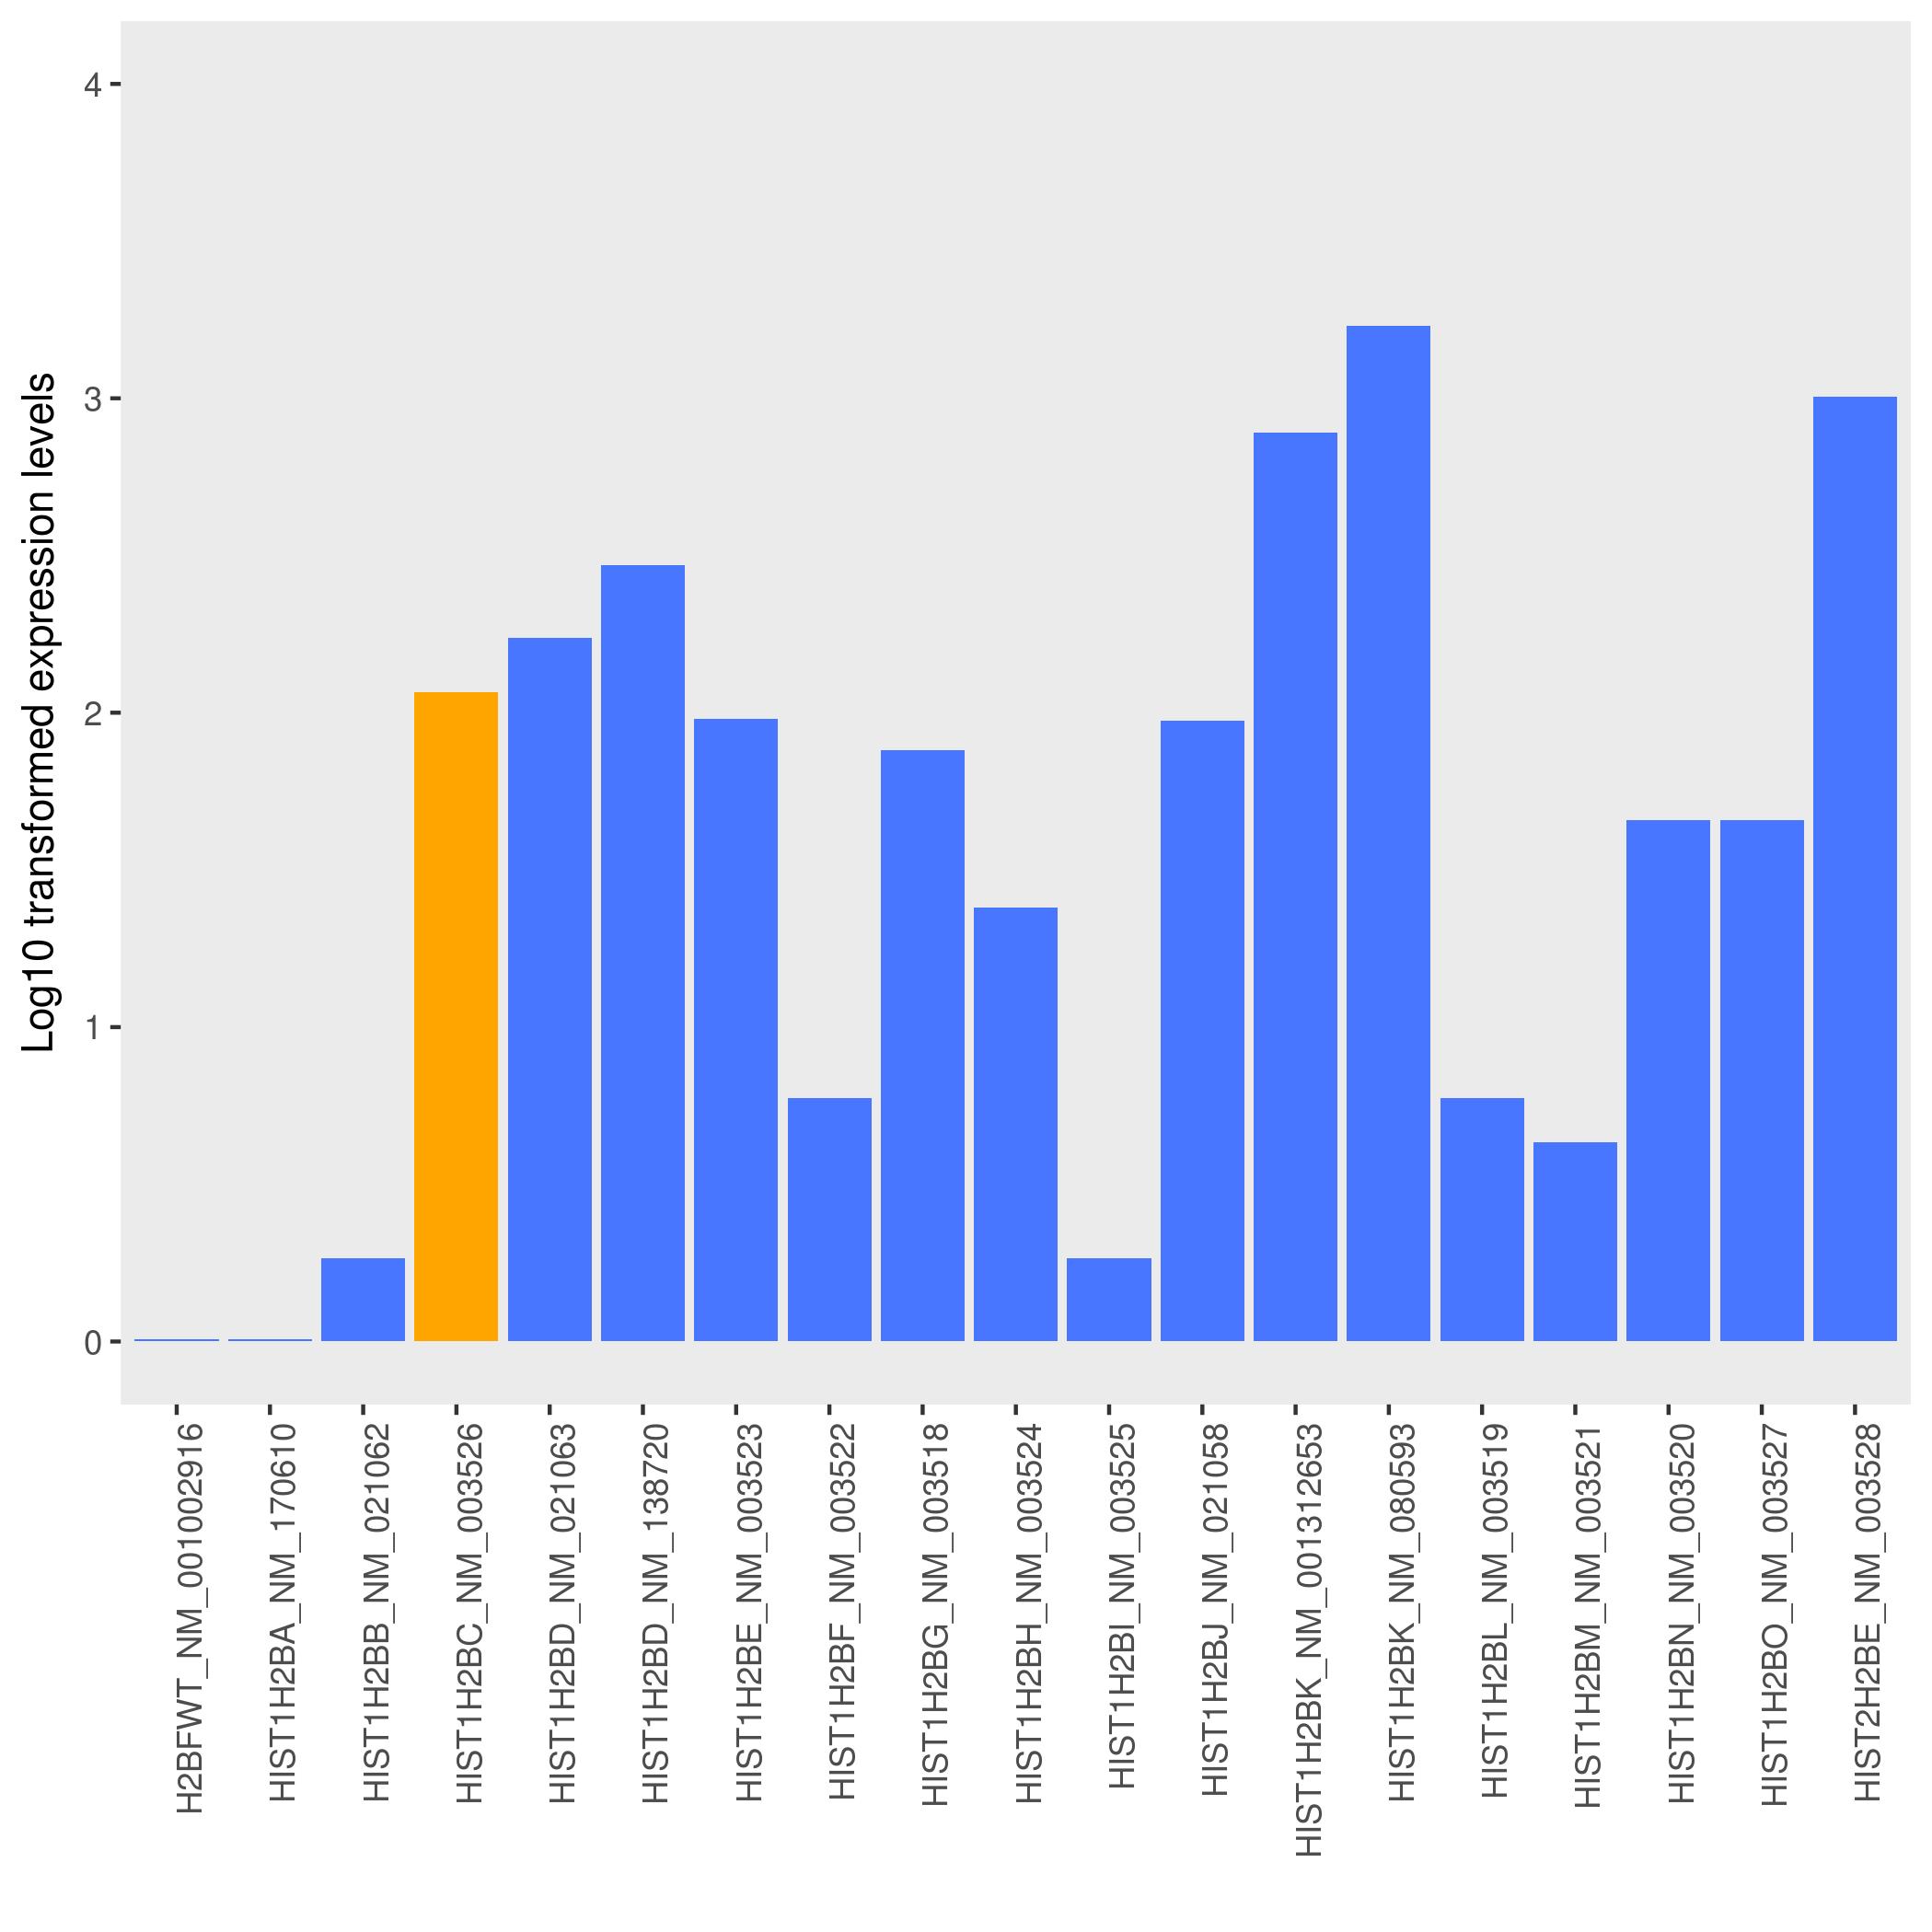 Log10 transformed expression levels
4
3
2
1
0
H2BFWT_NM_001002916
HIST1H2BA_NM_170610
HIST1H2BB_NM_021062
HIST1H2BC_NM_003526
HIST1H2BD_NM_021063
HIST1H2BD_NM_138720
HIST1H2BE_NM_003523
HIST1H2BF_NM_003522
HIST1H2BG_NM_003518
HIST1H2BH_NM_003524
HIST1H2BI_NM_003525
HIST1H2BJ_NM_021058
HIST1H2BK_NM_001312653
HIST1H2BK_NM_080593
HIST1H2BL_NM_003519
HIST1H2BM_NM_003521
HIST1H2BN_NM_003520
HIST1H2BO_NM_003527
HIST2H2BE_NM_003528